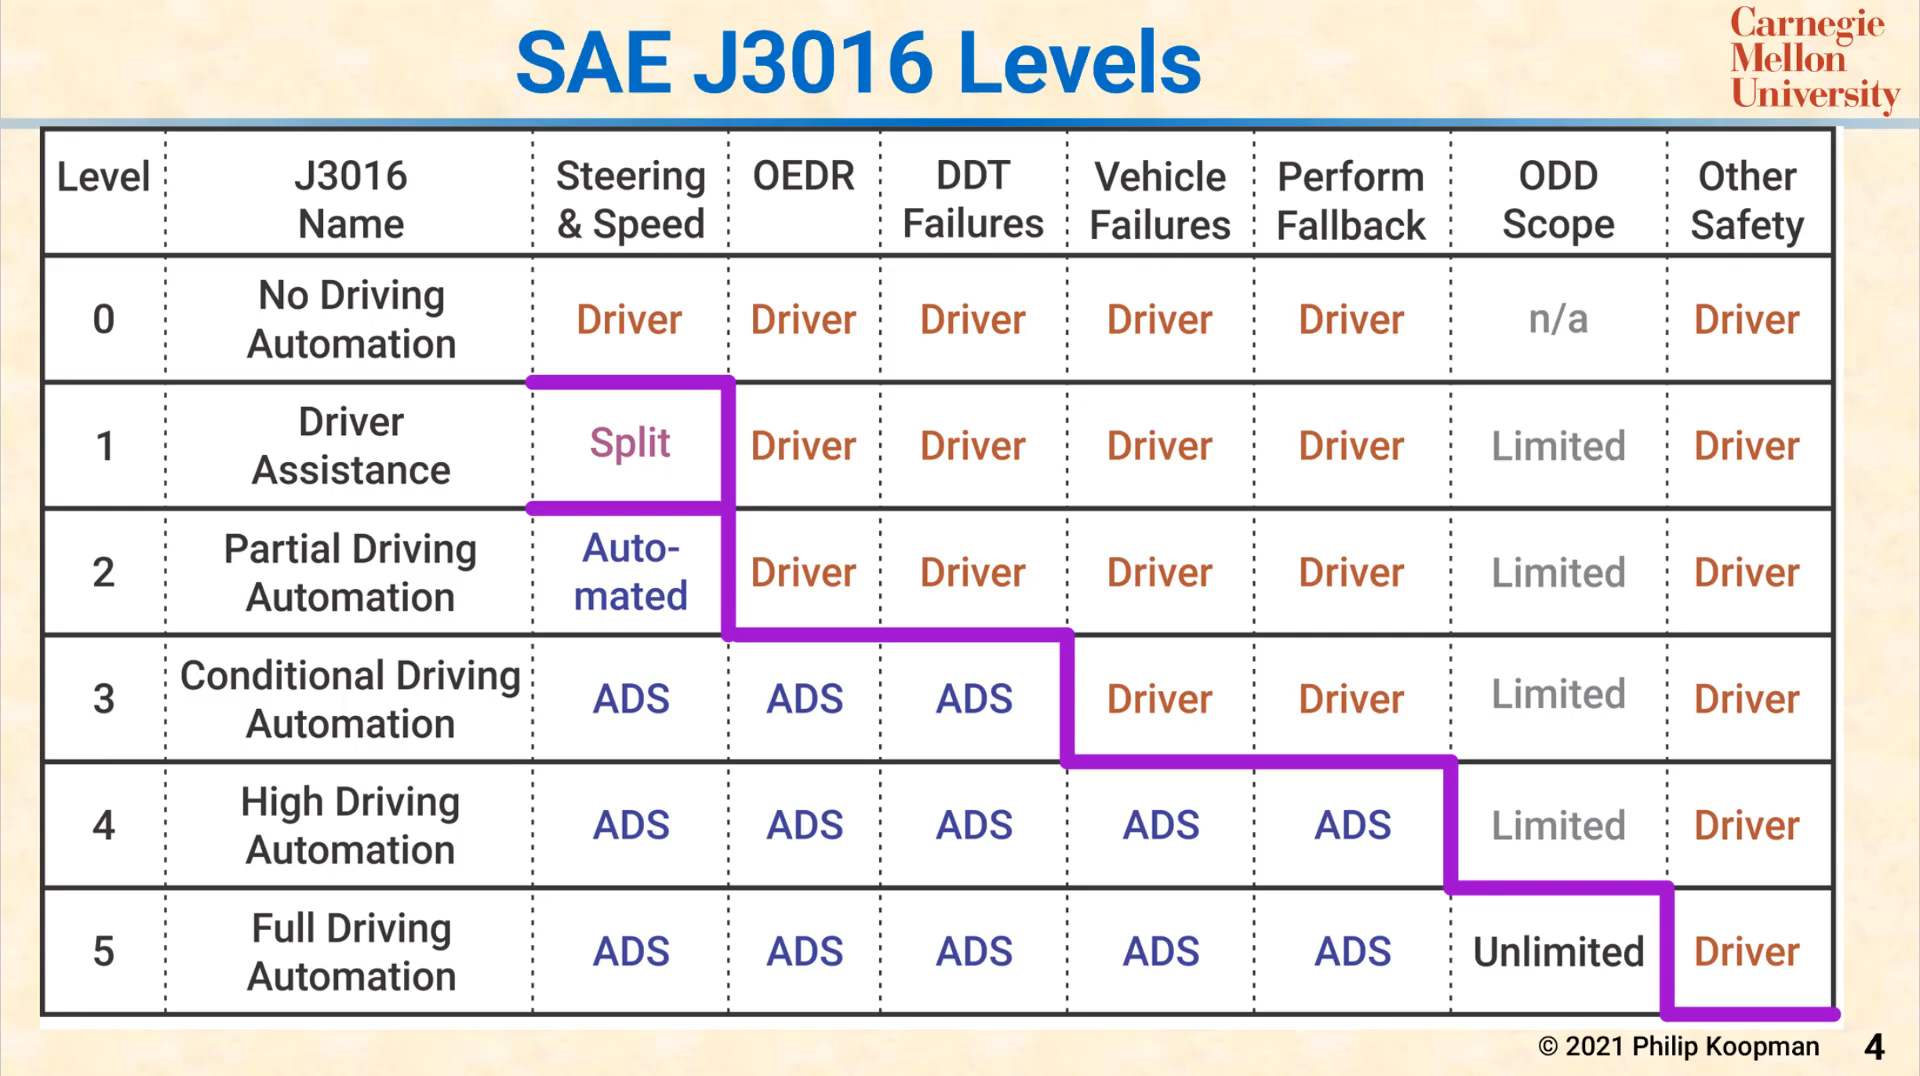 SAE J3016 Levels
Carnegie
Mellon
University
Level J3016 Steering OEDR DDT Vehicle Perform ODD Other
Name & Speed Failures Failures Fallback Scope Safety
0 No Driving Driver Driver Driver Driver Driver n/a Driver
Automation
1 Driver Split Driver Driver Driver Driver Limited Driver
Assistance
2 Partial Driving Auto- Driver Driver Driver Driver Limited Driver
Automation mated
3 Conditional Driving ADS ADS ADS Driver Driver Limited Driver
Automation
4 High Driving ADS ADS ADS ADS ADS Limited Driver
Automation
5 Full Driving ADS ADS ADS ADS ADS Unlimited Driver
Automation
© 2021 Philip Koopman 4